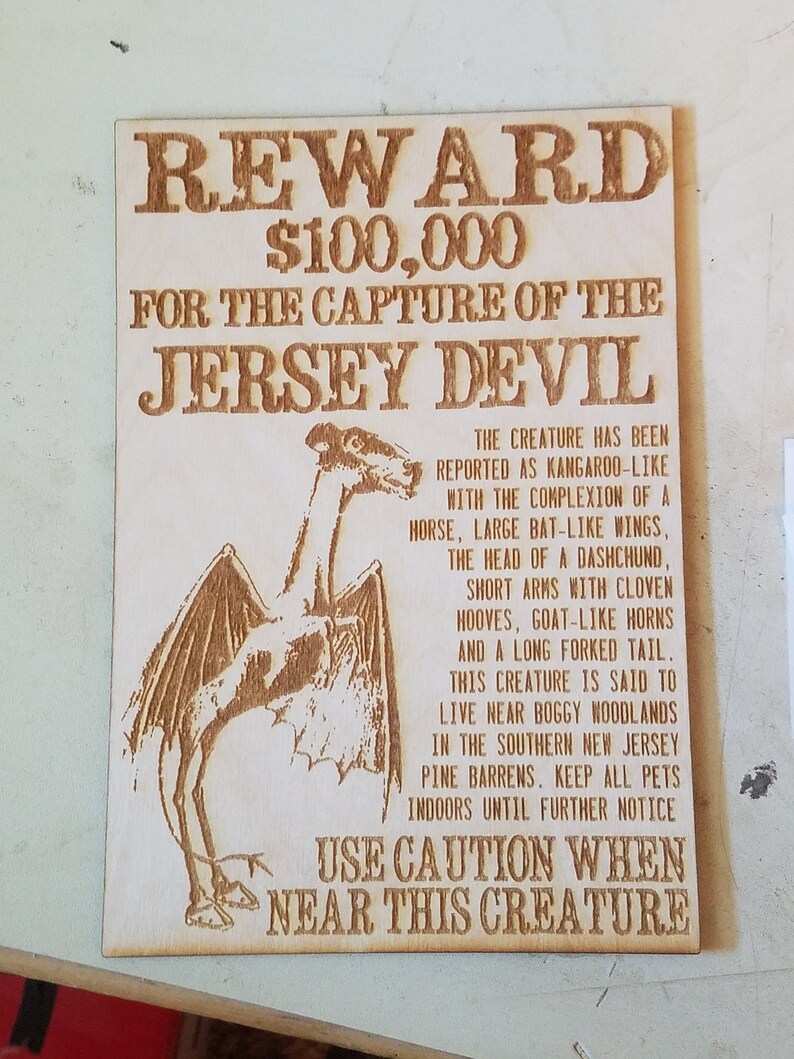 REWARD
$100,000
FOR THE CAPTURE OF THE
JERSEY DEVIL
THE CREATURE HAS BEEN
REPORTED AS KANGAROO-LIKE
WITH THE COMPLEXION OF A
HORSE, LARGE BAT-LIKE WINGS,
THE HEAD OF A DASHCHUND,
SHORT ARMS WITH CLOVEN
HOOVES, GOAT-LIKE HORNS
AND A LONG FORKED TAIL.
THIS CREATURE IS SAID TO
LIVE NEAR BOGGY WOODLANDS
IN THE SOUTHERN NEW JERSEY
PINE BARRENS. KEEP ALL PETS
INDOORS UNTIL FURTHER NOTICE
USE CAUTION WHEN
NEAR THIS CREATURE